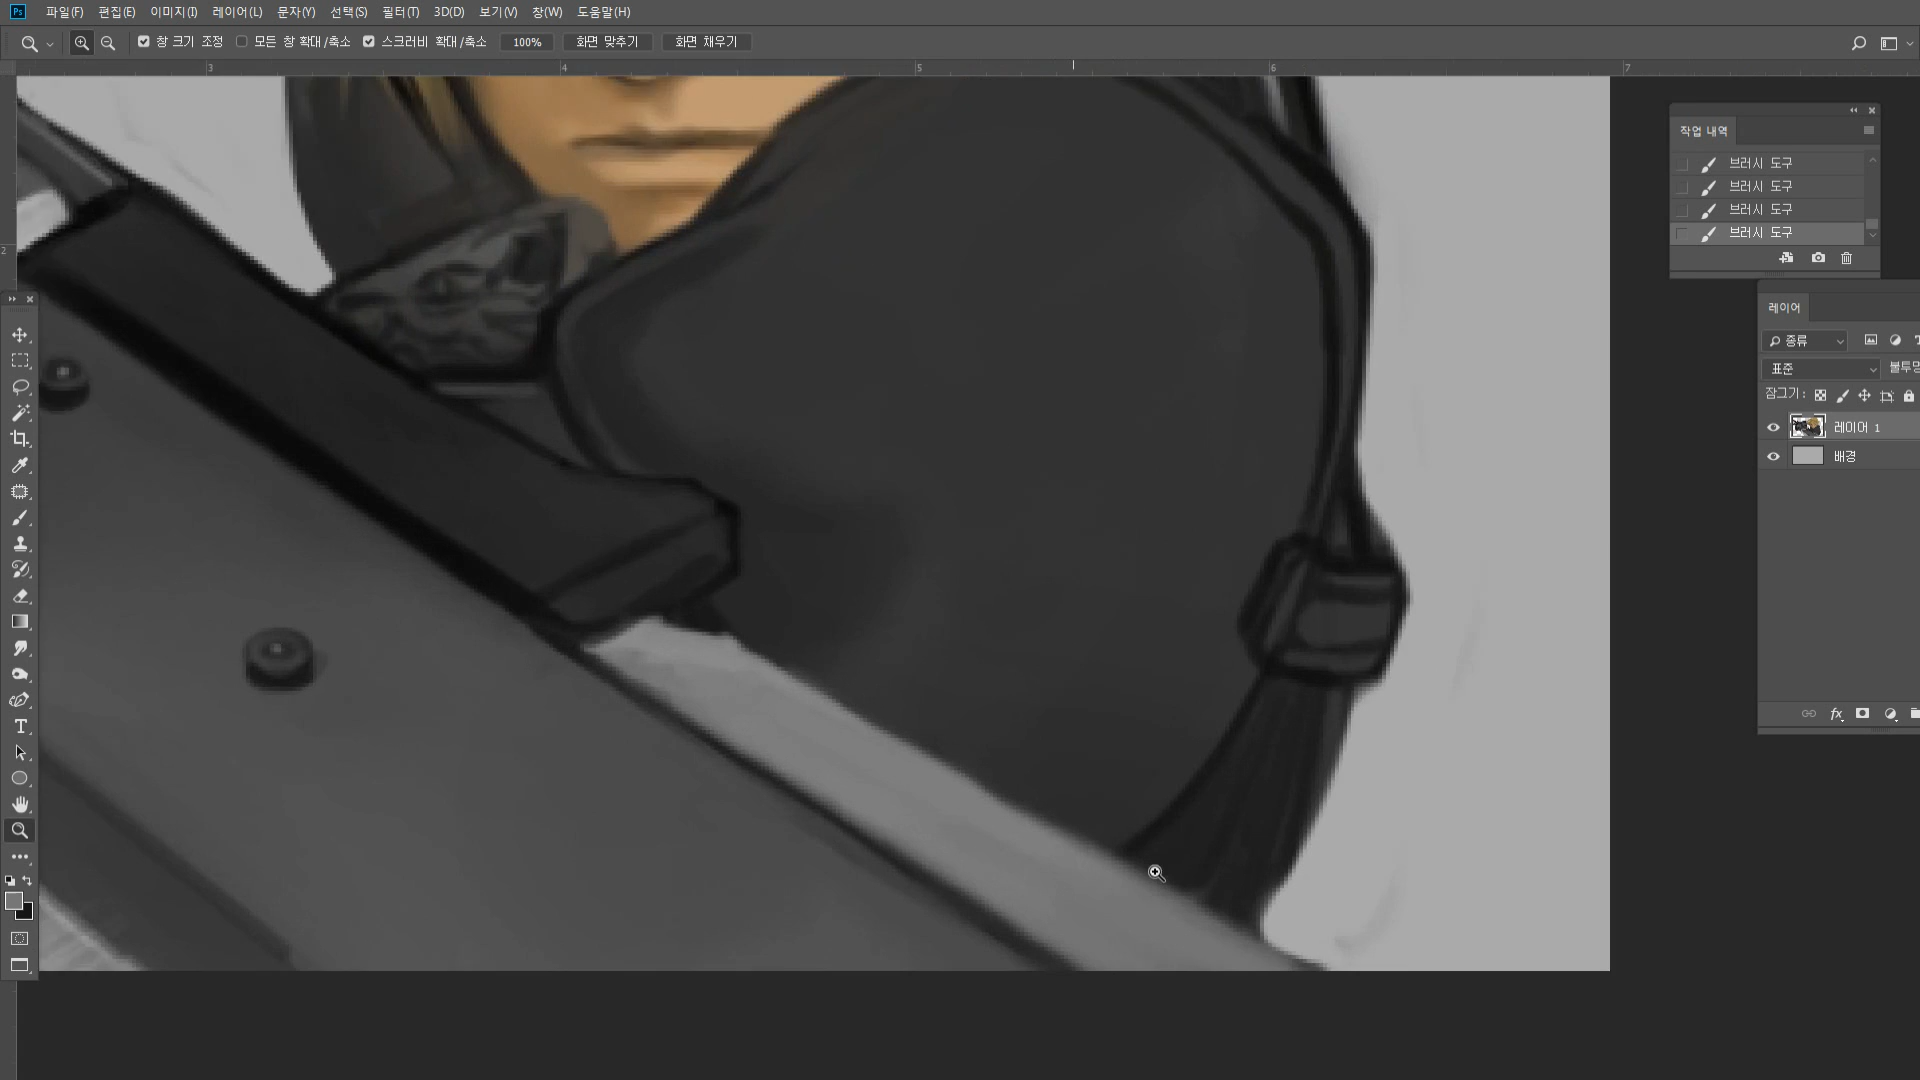 Ps 파일(F) 편집(E) 이미지(I) 레이어(L) 문자(Y) 선택(S) 필터(T) 3D(D) 보기(V) 창(W) 도움말(H)
창 크기 조정 모든 창 확대/축소 스크러비 확대/축소 100% 화면 맞추기 화면 채우기
3 4 5 6 7
2
작업 내역
브러시 도구
브러시 도구
브러시 도구
브러시 도구
레이어
종류
표준 불투명
잠그기:
레이어 1
배경
fx